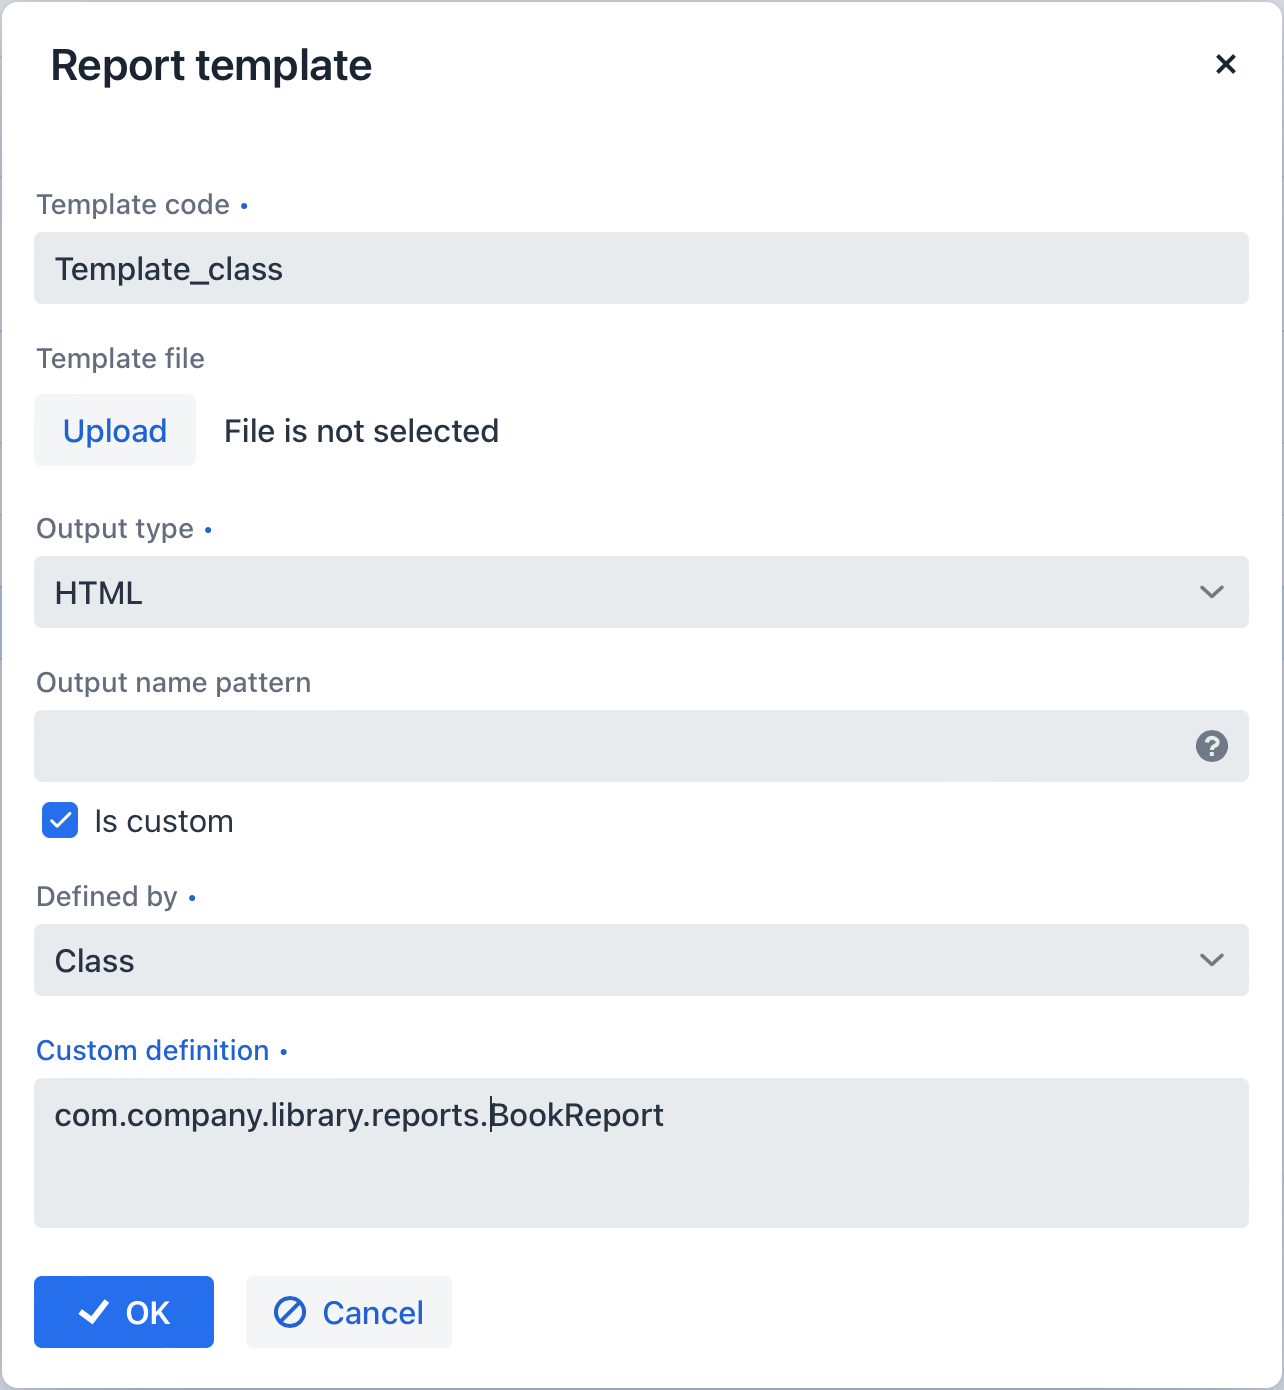 Report template
Template code
Template_class
Template file
Upload File is not selected
Output type
HTML
Output name pattern
?
Is custom
Defined by
Class
Custom definition
com.company.library.reports.BookReport
OK Cancel